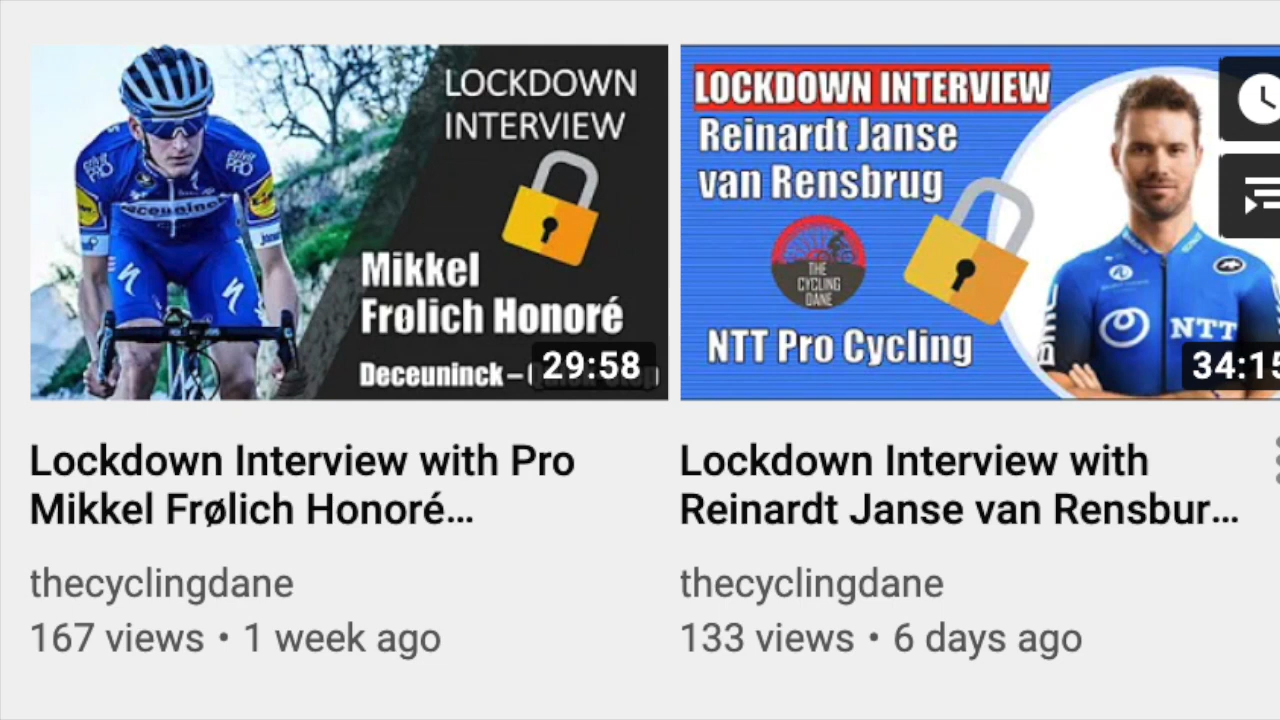 LOCKDOWN
INTERVIEW
Mikkel
Frølich Honoré
Deceuninck –
29:58
deceuninck
LOCKDOWN INTERVIEW
Reinardt Janse
van Rensbrug
THE
CYCLING
DANE
NTT Pro Cycling
NTT
34:15
Lockdown Interview with Pro
Mikkel Frølich Honoré...
thecyclingdane
167 views • 1 week ago
Lockdown Interview with
Reinardt Janse van Rensbur...
thecyclingdane
133 views • 6 days ago